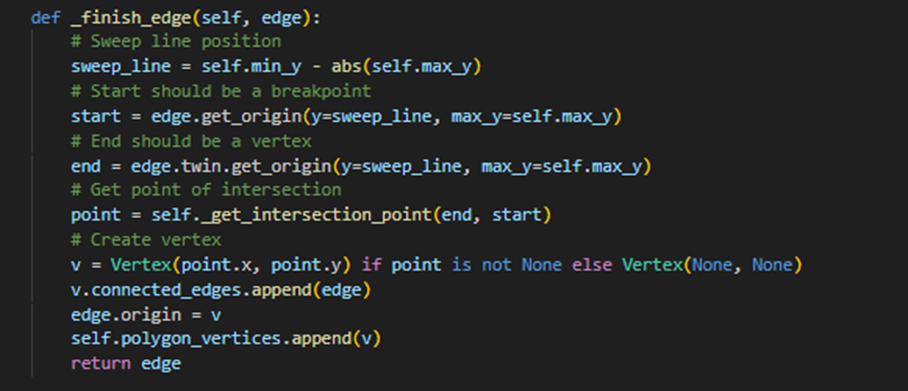 def _finish_edge(self, edge):
    # Sweep line position
    sweep_line = self.min_y - abs(self.max_y)
    # Start should be a breakpoint
    start = edge.get_origin(y=sweep_line, max_y=self.max_y)
    # End should be a vertex
    end = edge.twin.get_origin(y=sweep_line, max_y=self.max_y)
    # Get point of intersection
    point = self._get_intersection_point(end, start)
    # Create vertex
    v = Vertex(point.x, point.y) if point is not None else Vertex(None, None)
    v.connected_edges.append(edge)
    edge.origin = v
    self.polygon_vertices.append(v)
    return edge